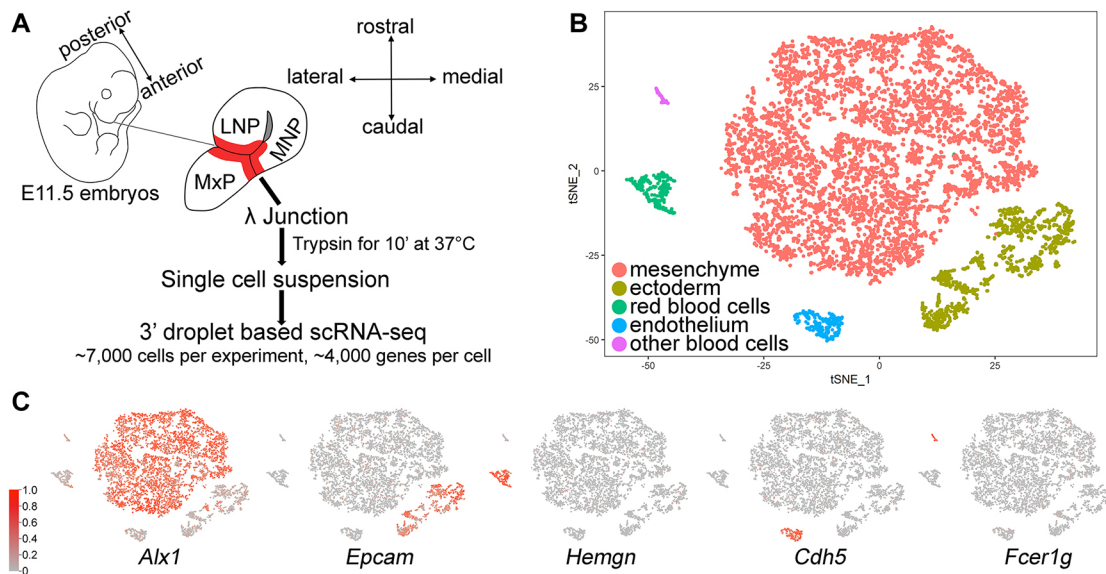 A
posterior
anterior
E11.5 embryos
rostral
lateral
medial
caudal
LNP
MNP
MxP
λ Junction
Trypsin for 10’ at 37°C
Single cell suspension
3’ droplet based scRNA-seq
~7,000 cells per experiment, ~4,000 genes per cell
B
tSNE_2
25
0
-25
-50
mesenchyme
ectoderm
red blood cells
endothelium
other blood cells
-50
-25
0
25
tSNE_1
C
1.0
0.8
0.6
0.4
0.2
0
Alx1
Epcam
Hemgn
Cdh5
Fcer1g